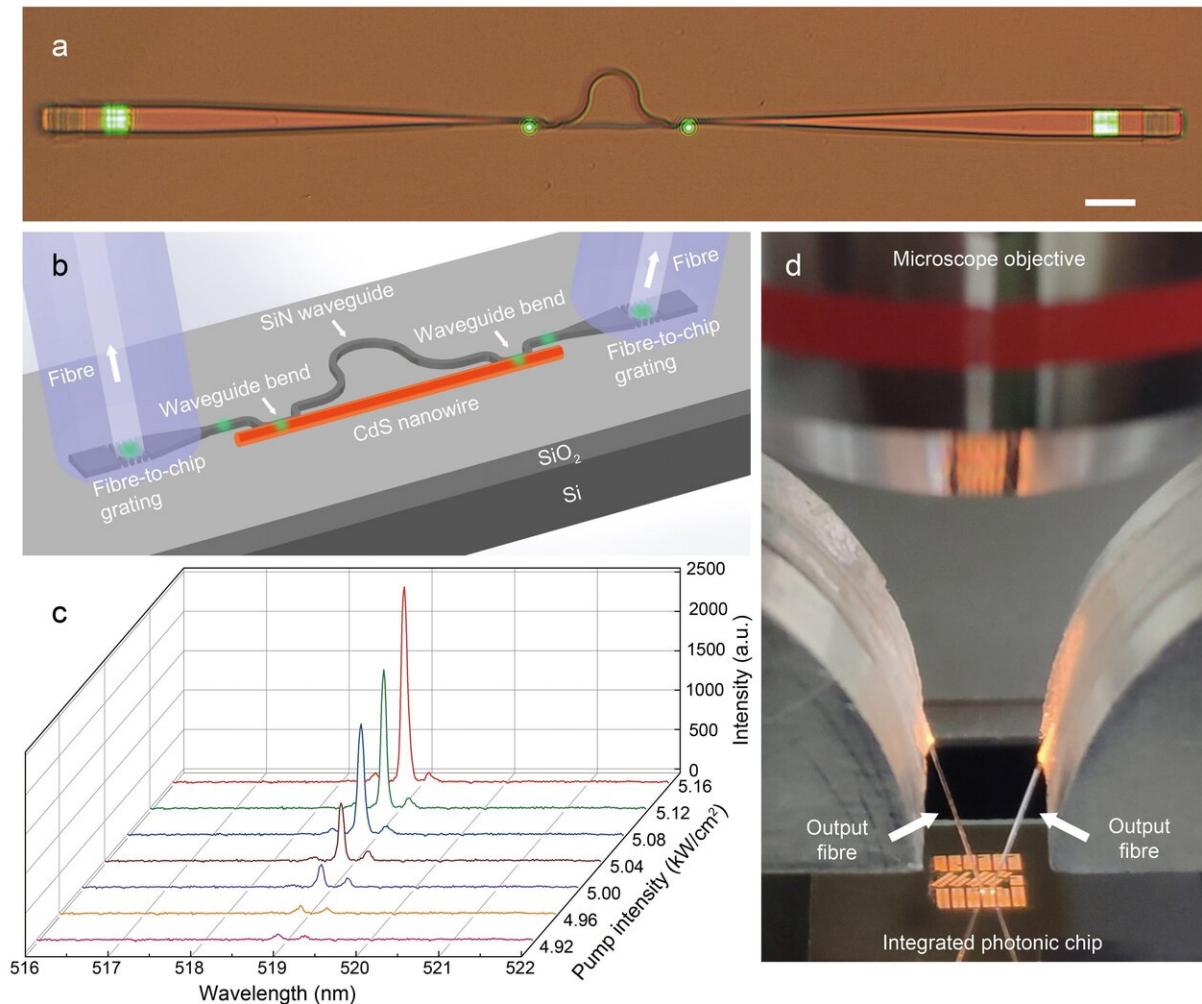 a
b
Fibre
SiN waveguide
Waveguide bend
Fibre
Fibre-to-chip
grating
Waveguide bend
CdS nanowire
Fibre-to-chip
grating
SiO₂
Si
c
2500
2000
1500
1000
500
0
Intensity (a.u.)
5.16
5.12
5.08
5.04
5.00
4.96
4.92
Pump intensity (kW/cm²)
516
517
518
519
520
521
522
Wavelength (nm)
d
Microscope objective
Output
fibre
Output
fibre
Integrated photonic chip